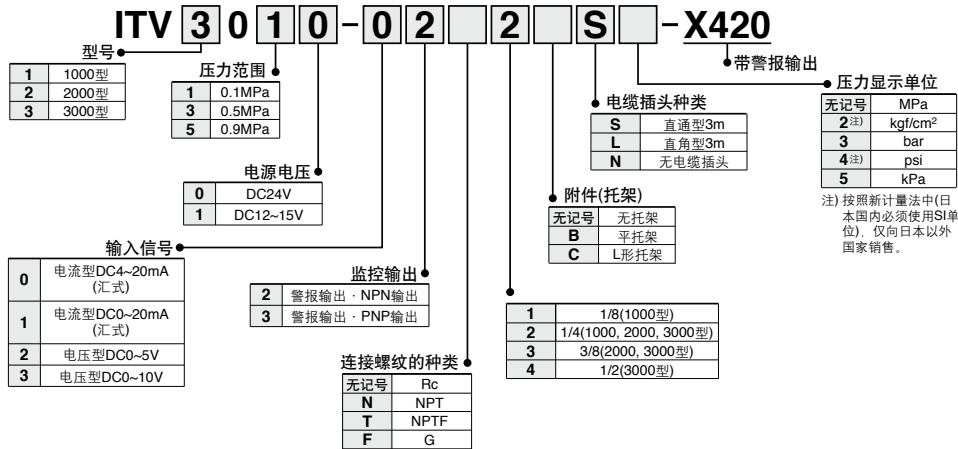 ITV 3 0 1 0 - 0 2 2 S - X420
型号
1 1000型
2 2000型
3 3000型
压力范围
1 0.1MPa
3 0.5MPa
5 0.9MPa
电源电压
0 DC24V
1 DC12~15V
输入信号
0 电流型DC4~20mA
(汇式)
1 电流型DC0~20mA
(汇式)
2 电压型DC0~5V
3 电压型DC0~10V
监控输出
2 警报输出 · NPN输出
3 警报输出 · PNP输出
连接螺纹的种类
无记号 Rc
N NPT
T NPTF
F G
1 1/8(1000型)
2 1/4(1000, 2000, 3000型)
3 3/8(2000, 3000型)
4 1/2(3000型)
附件(托架)
无记号 无托架
B 平托架
C L形托架
电缆插头种类
S 直通型3m
L 直角型3m
N 无电缆插头
带警报输出
压力显示单位
无记号 MPa
2注) kgf/cm²
3 bar
4注) psi
5 kPa
注) 按照新计量法中(日
本国内必须使用SI单
位), 仅向日本以外
国家销售。